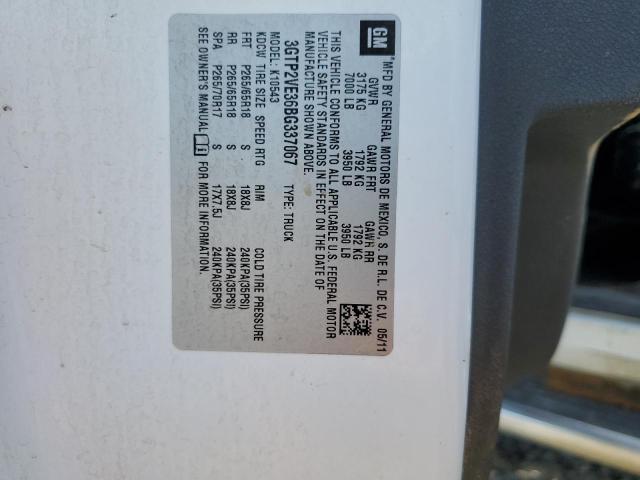 GM
*MFD BY GENERAL MOTORS DE MEXICO, S. DE R.L. DE C.V. 05/11
GVWR GAWR FRT GAWR RR
3175 KG 1792 KG 1792 KG
7000 LB 3950 LB 3950 LB
THIS VEHICLE CONFORMS TO ALL APPLICABLE U.S. FEDERAL MOTOR
VEHICLE SAFETY STANDARDS IN EFFECT ON THE DATE OF
MANUFACTURE SHOWN ABOVE.
3GTP2VE36BG337067 TYPE: TRUCK
MODEL: K10543
KDCW TIRE SIZE SPEED RTG RIM COLD TIRE PRESSURE
FRT P265/65R18 S 18X8J 240KPA(35PSI)
RR P265/65R18 S 18X8J 240KPA(35PSI)
SPA P265/70R17 S 17X7.5J 240KPA(35PSI)
SEE OWNER'S MANUAL FOR MORE INFORMATION